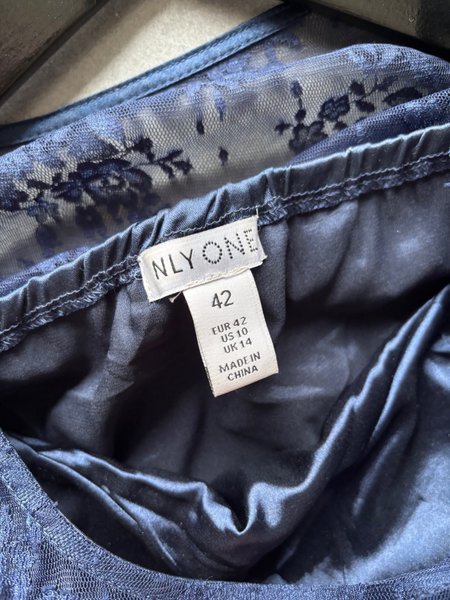 NLY ONE
42
EUR 42
US 10
UK 14
MADE IN
CHINA